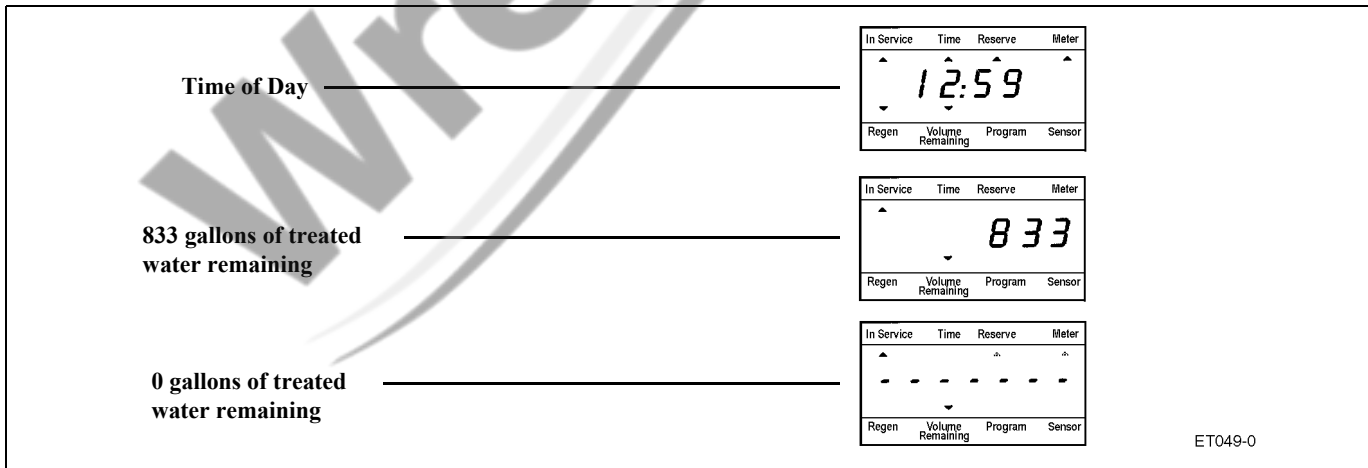 In Service Time Reserve Meter
Time of Day
12:59
Regen Volume Remaining Program Sensor
In Service Time Reserve Meter
833 gallons of treated
water remaining
833
Regen Volume Remaining Program Sensor
In Service Time Reserve Meter
0 gallons of treated
water remaining
- - - - - - -
Regen Volume Remaining Program Sensor
ET049-0
Wre